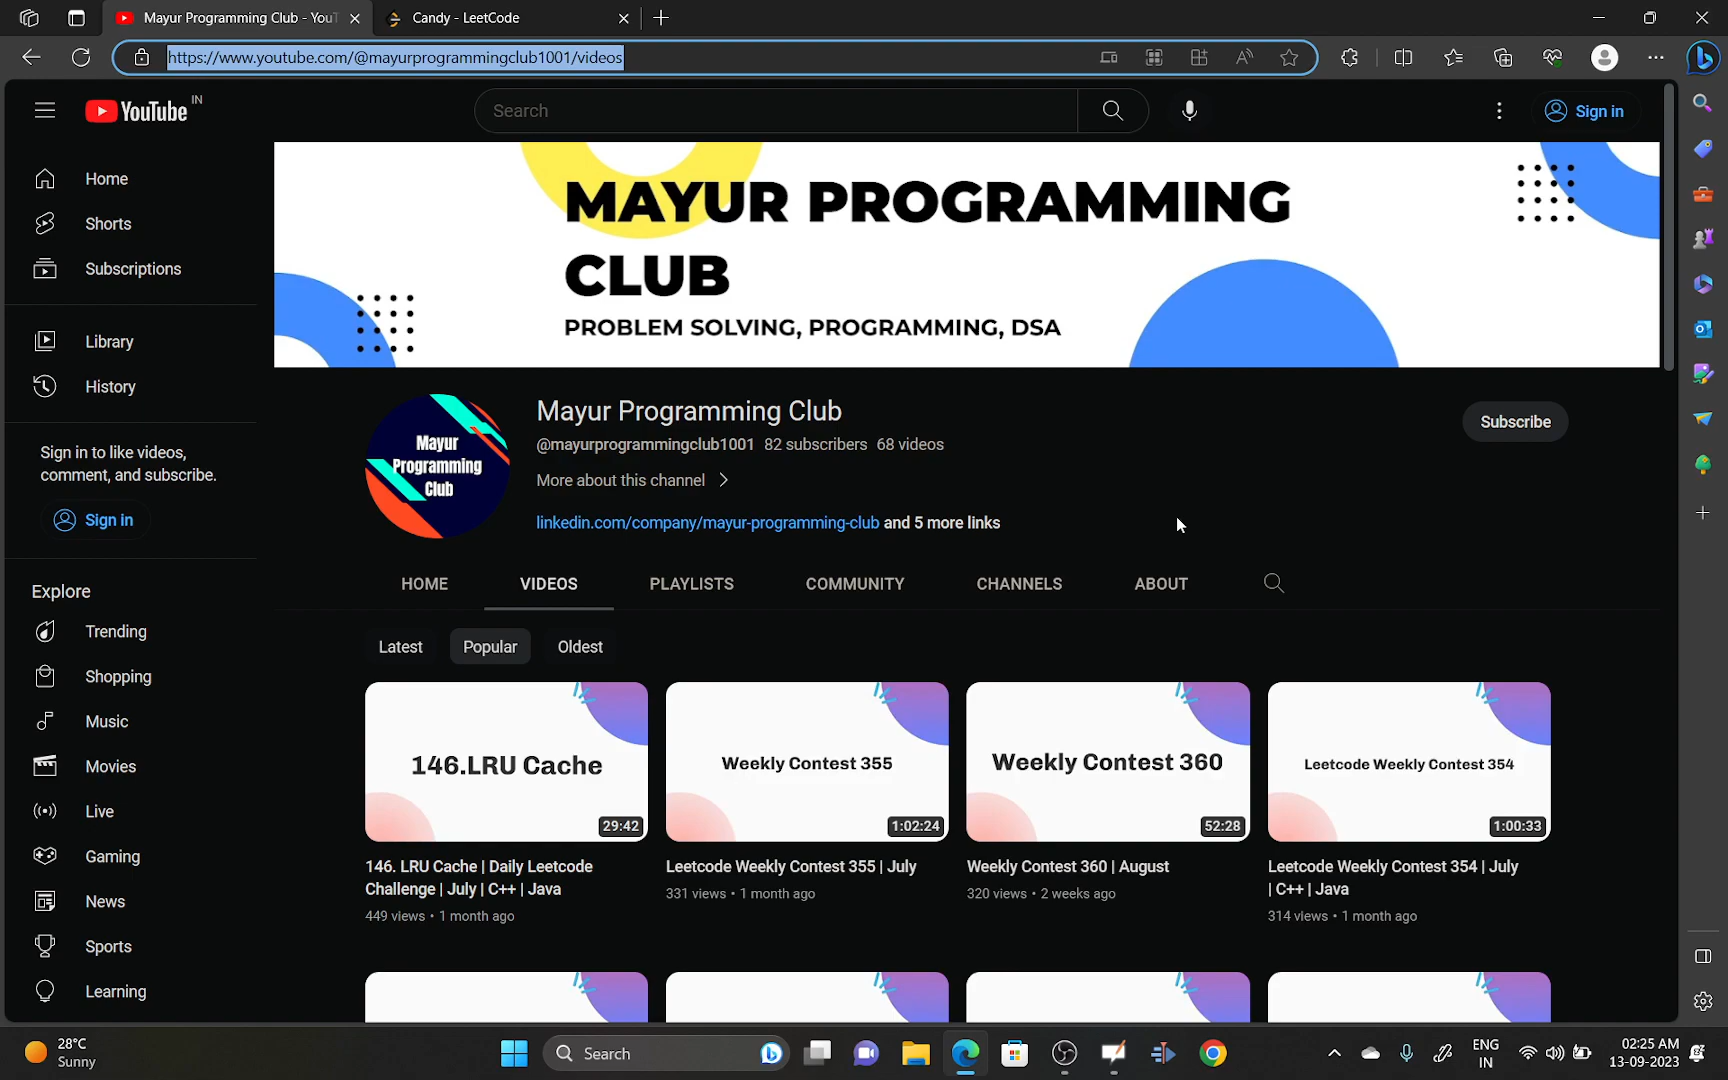 Mayur Programming Club - YouT
Candy - LeetCode
https://www.youtube.com/@mayurprogrammingclub1001/videos
YouTube IN
Search
Sign in
Home
Shorts
Subscriptions
Library
History
Sign in to like videos,
comment, and subscribe.
Sign in
Explore
Trending
Shopping
Music
Movies
Live
Gaming
News
Sports
Learning
MAYUR PROGRAMMING
CLUB
PROBLEM SOLVING, PROGRAMMING, DSA
Mayur
Programming
Club
Mayur Programming Club
@mayurprogrammingclub1001 82 subscribers 68 videos
More about this channel
linkedin.com/company/mayur-programming-club and 5 more links
Subscribe
HOME VIDEOS PLAYLISTS COMMUNITY CHANNELS ABOUT
Latest Popular Oldest
146.LRU Cache
29:42
146. LRU Cache | Daily Leetcode
Challenge | July | C++ | Java
449 views • 1 month ago
Weekly Contest 355
1:02:24
Leetcode Weekly Contest 355 | July
331 views • 1 month ago
Weekly Contest 360
52:28
Weekly Contest 360 | August
320 views • 2 weeks ago
Leetcode Weekly Contest 354
1:00:33
Leetcode Weekly Contest 354 | July
| C++ | Java
314 views • 1 month ago
28°C
Sunny
Search
ENG
IN
02:25 AM
13-09-2023